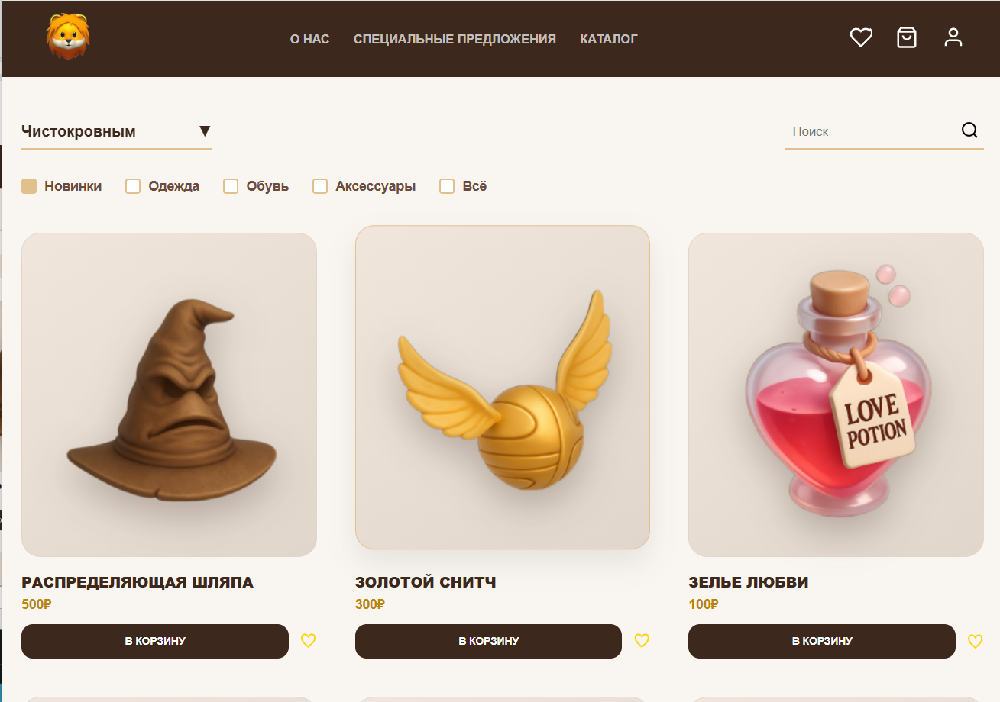 О НАС СПЕЦИАЛЬНЫЕ ПРЕДЛОЖЕНИЯ КАТАЛОГ
Чистокровным ▼
Поиск
Новинки Одежда Обувь Аксессуары Всё
LOVE
POTION
РАСПРЕДЕЛЯЮЩАЯ ШЛЯПА
500₽
В КОРЗИНУ
ЗОЛОТОЙ СНИТЧ
300₽
В КОРЗИНУ
ЗЕЛЬЕ ЛЮБВИ
100₽
В КОРЗИНУ